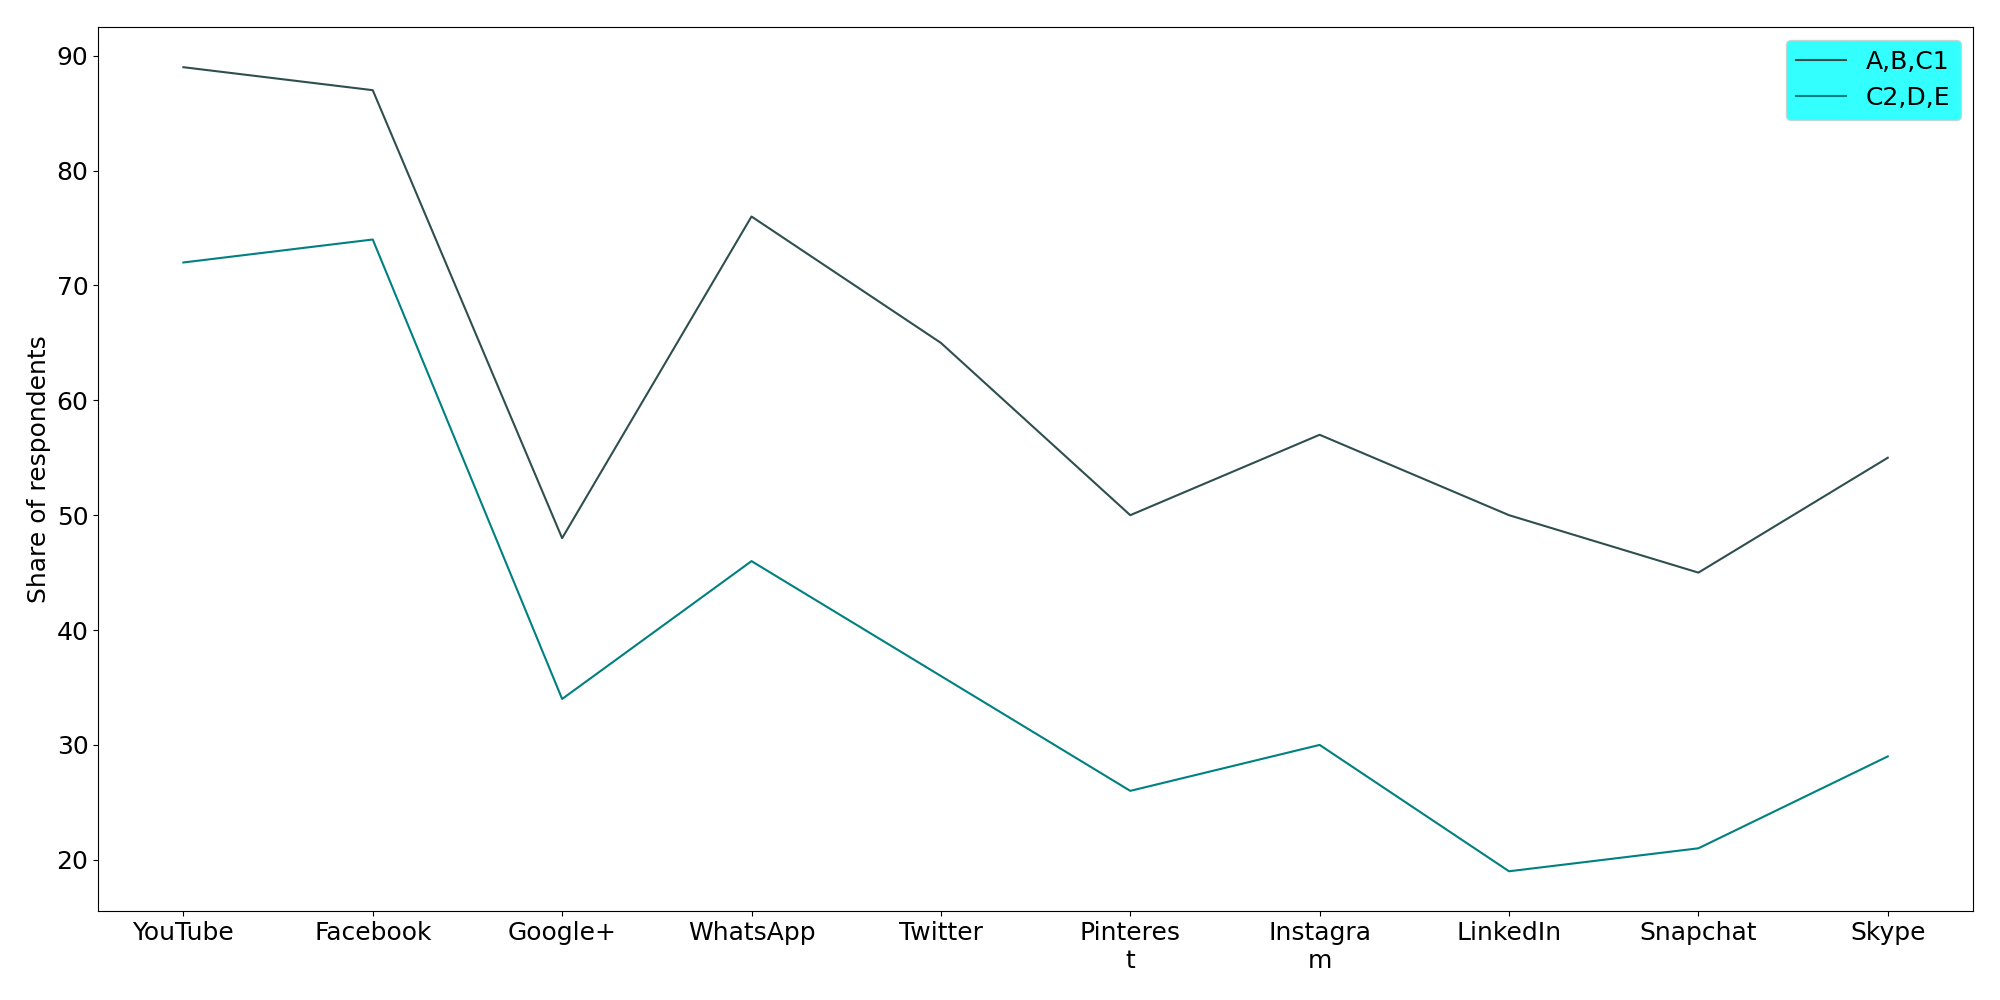 A,B,C1
C2,D,E
Share of respondents
90
80
70
60
50
40
30
20
YouTube
Facebook
Google+
WhatsApp
Twitter
Pinteres
t
Instagra
m
LinkedIn
Snapchat
Skype